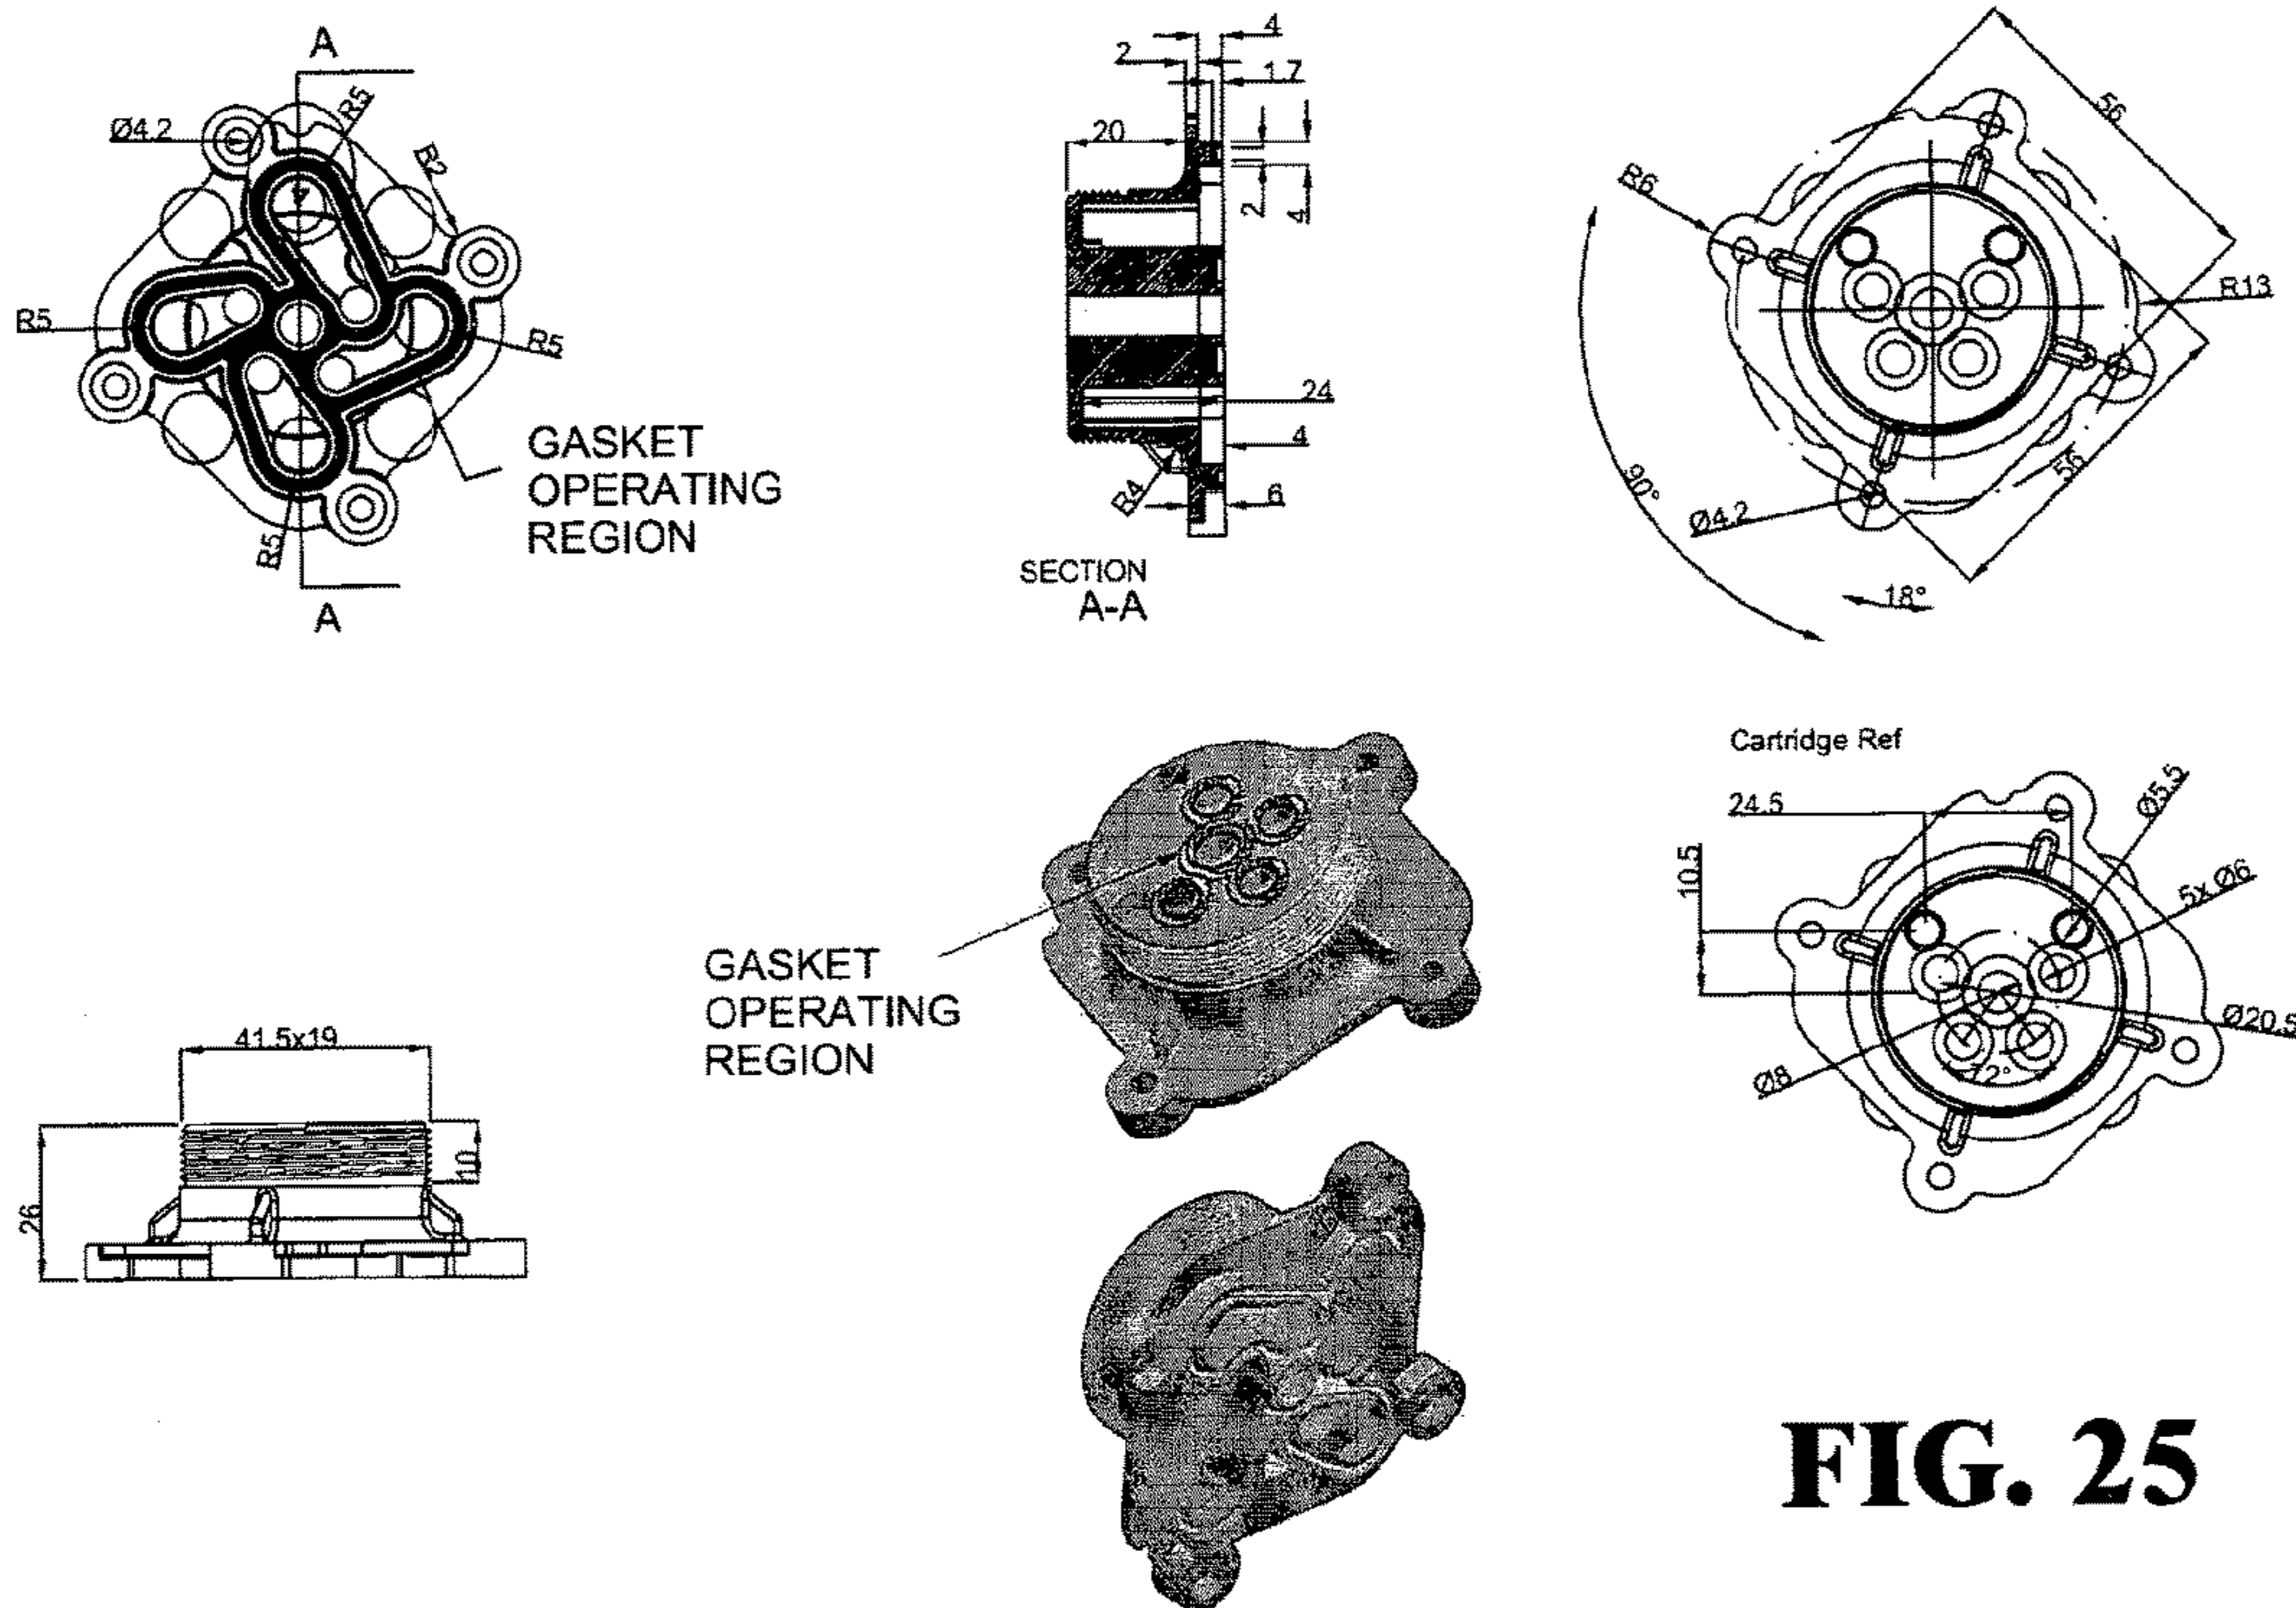 A
R5
Ø4.2
R2
R5
R5
R5
A
GASKET
OPERATING
REGION
4
2
1.7
20
2
4
24
4
R4
6
SECTION
A-A
56
R6
R13
90°
56
Ø4.2
18°
Cartridge Ref
24.5
Ø5.5
10.5
5x Ø6
Ø20.5
Ø8
72°
GASKET
OPERATING
REGION
41.5x19
10
26
FIG. 25